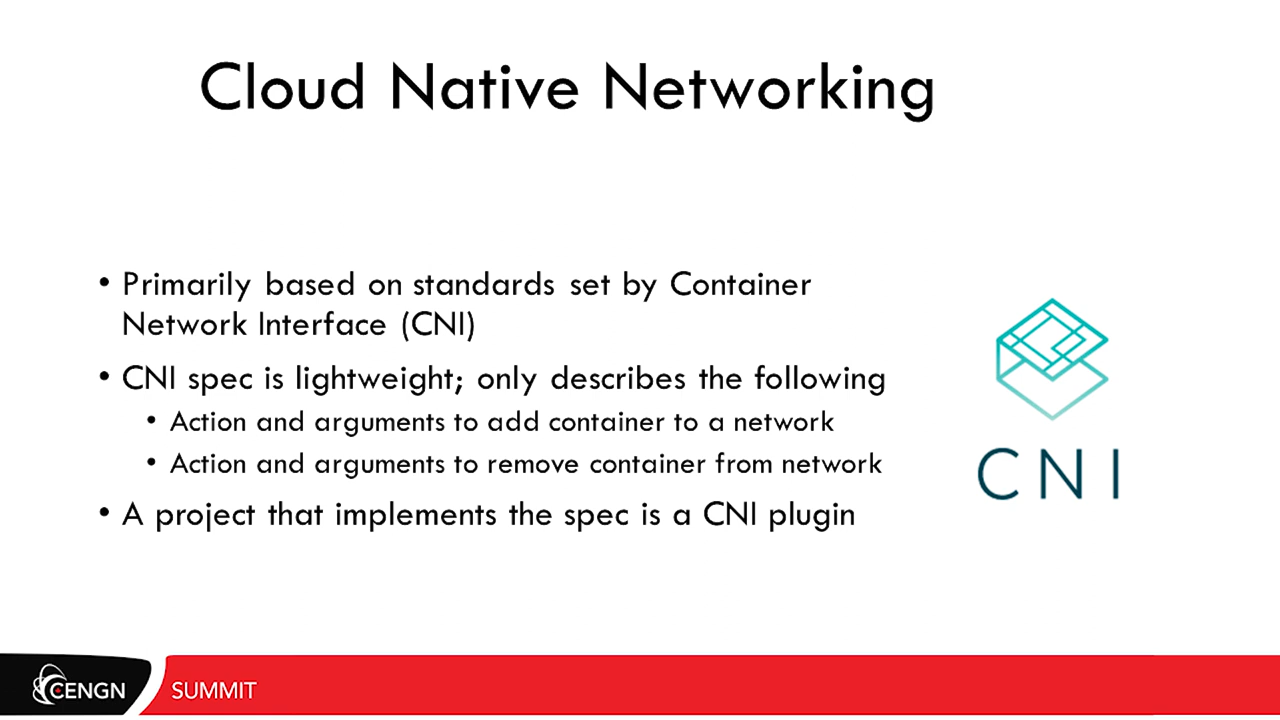 Cloud Native Networking
• Primarily based on standards set by Container
Network Interface (CNI)
• CNI spec is lightweight; only describes the following
• Action and arguments to add container to a network
• Action and arguments to remove container from network
• A project that implements the spec is a CNI plugin
CNI
CENGN
SUMMIT